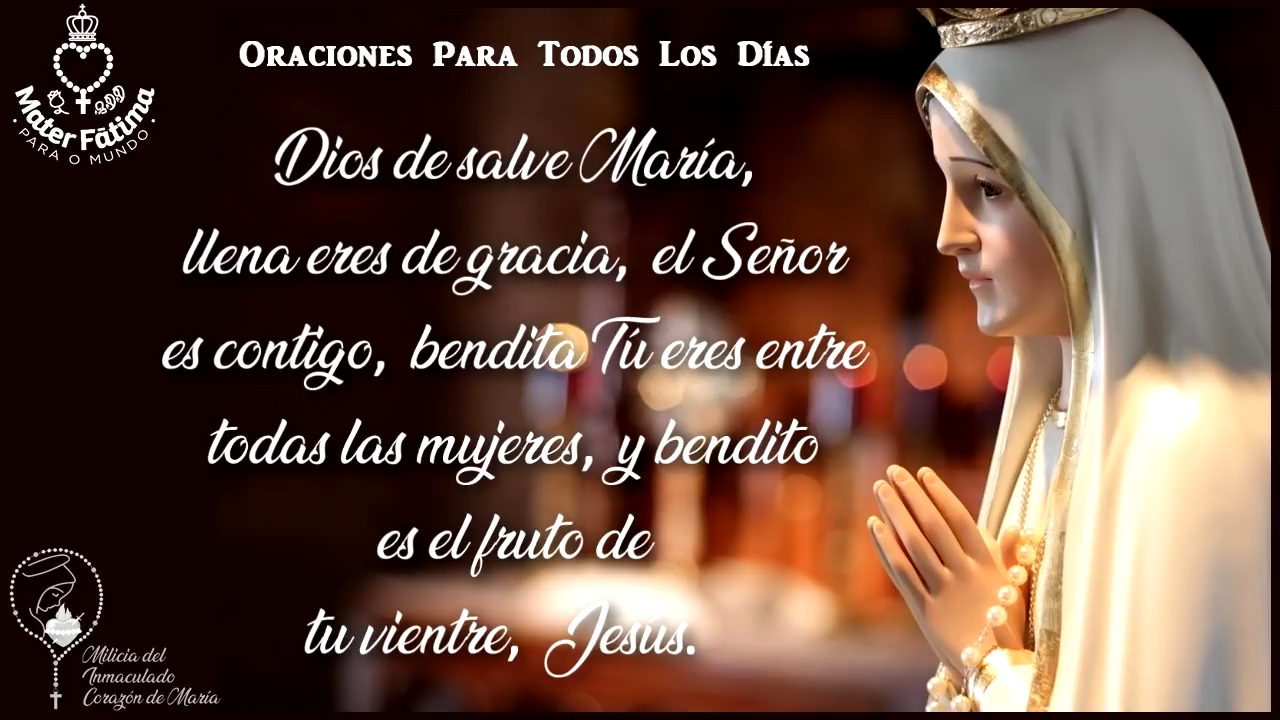 Oraciones Para Todos Los Días
Mater Fátima
· PARA O MUNDO ·
Dios de salve María,
llena eres de gracia, el Señor
es contigo, bendita Tú eres entre
todas las mujeres, y bendito
es el fruto de
tu vientre, Jesús.
Milicia del
Inmaculado
Corazón de María